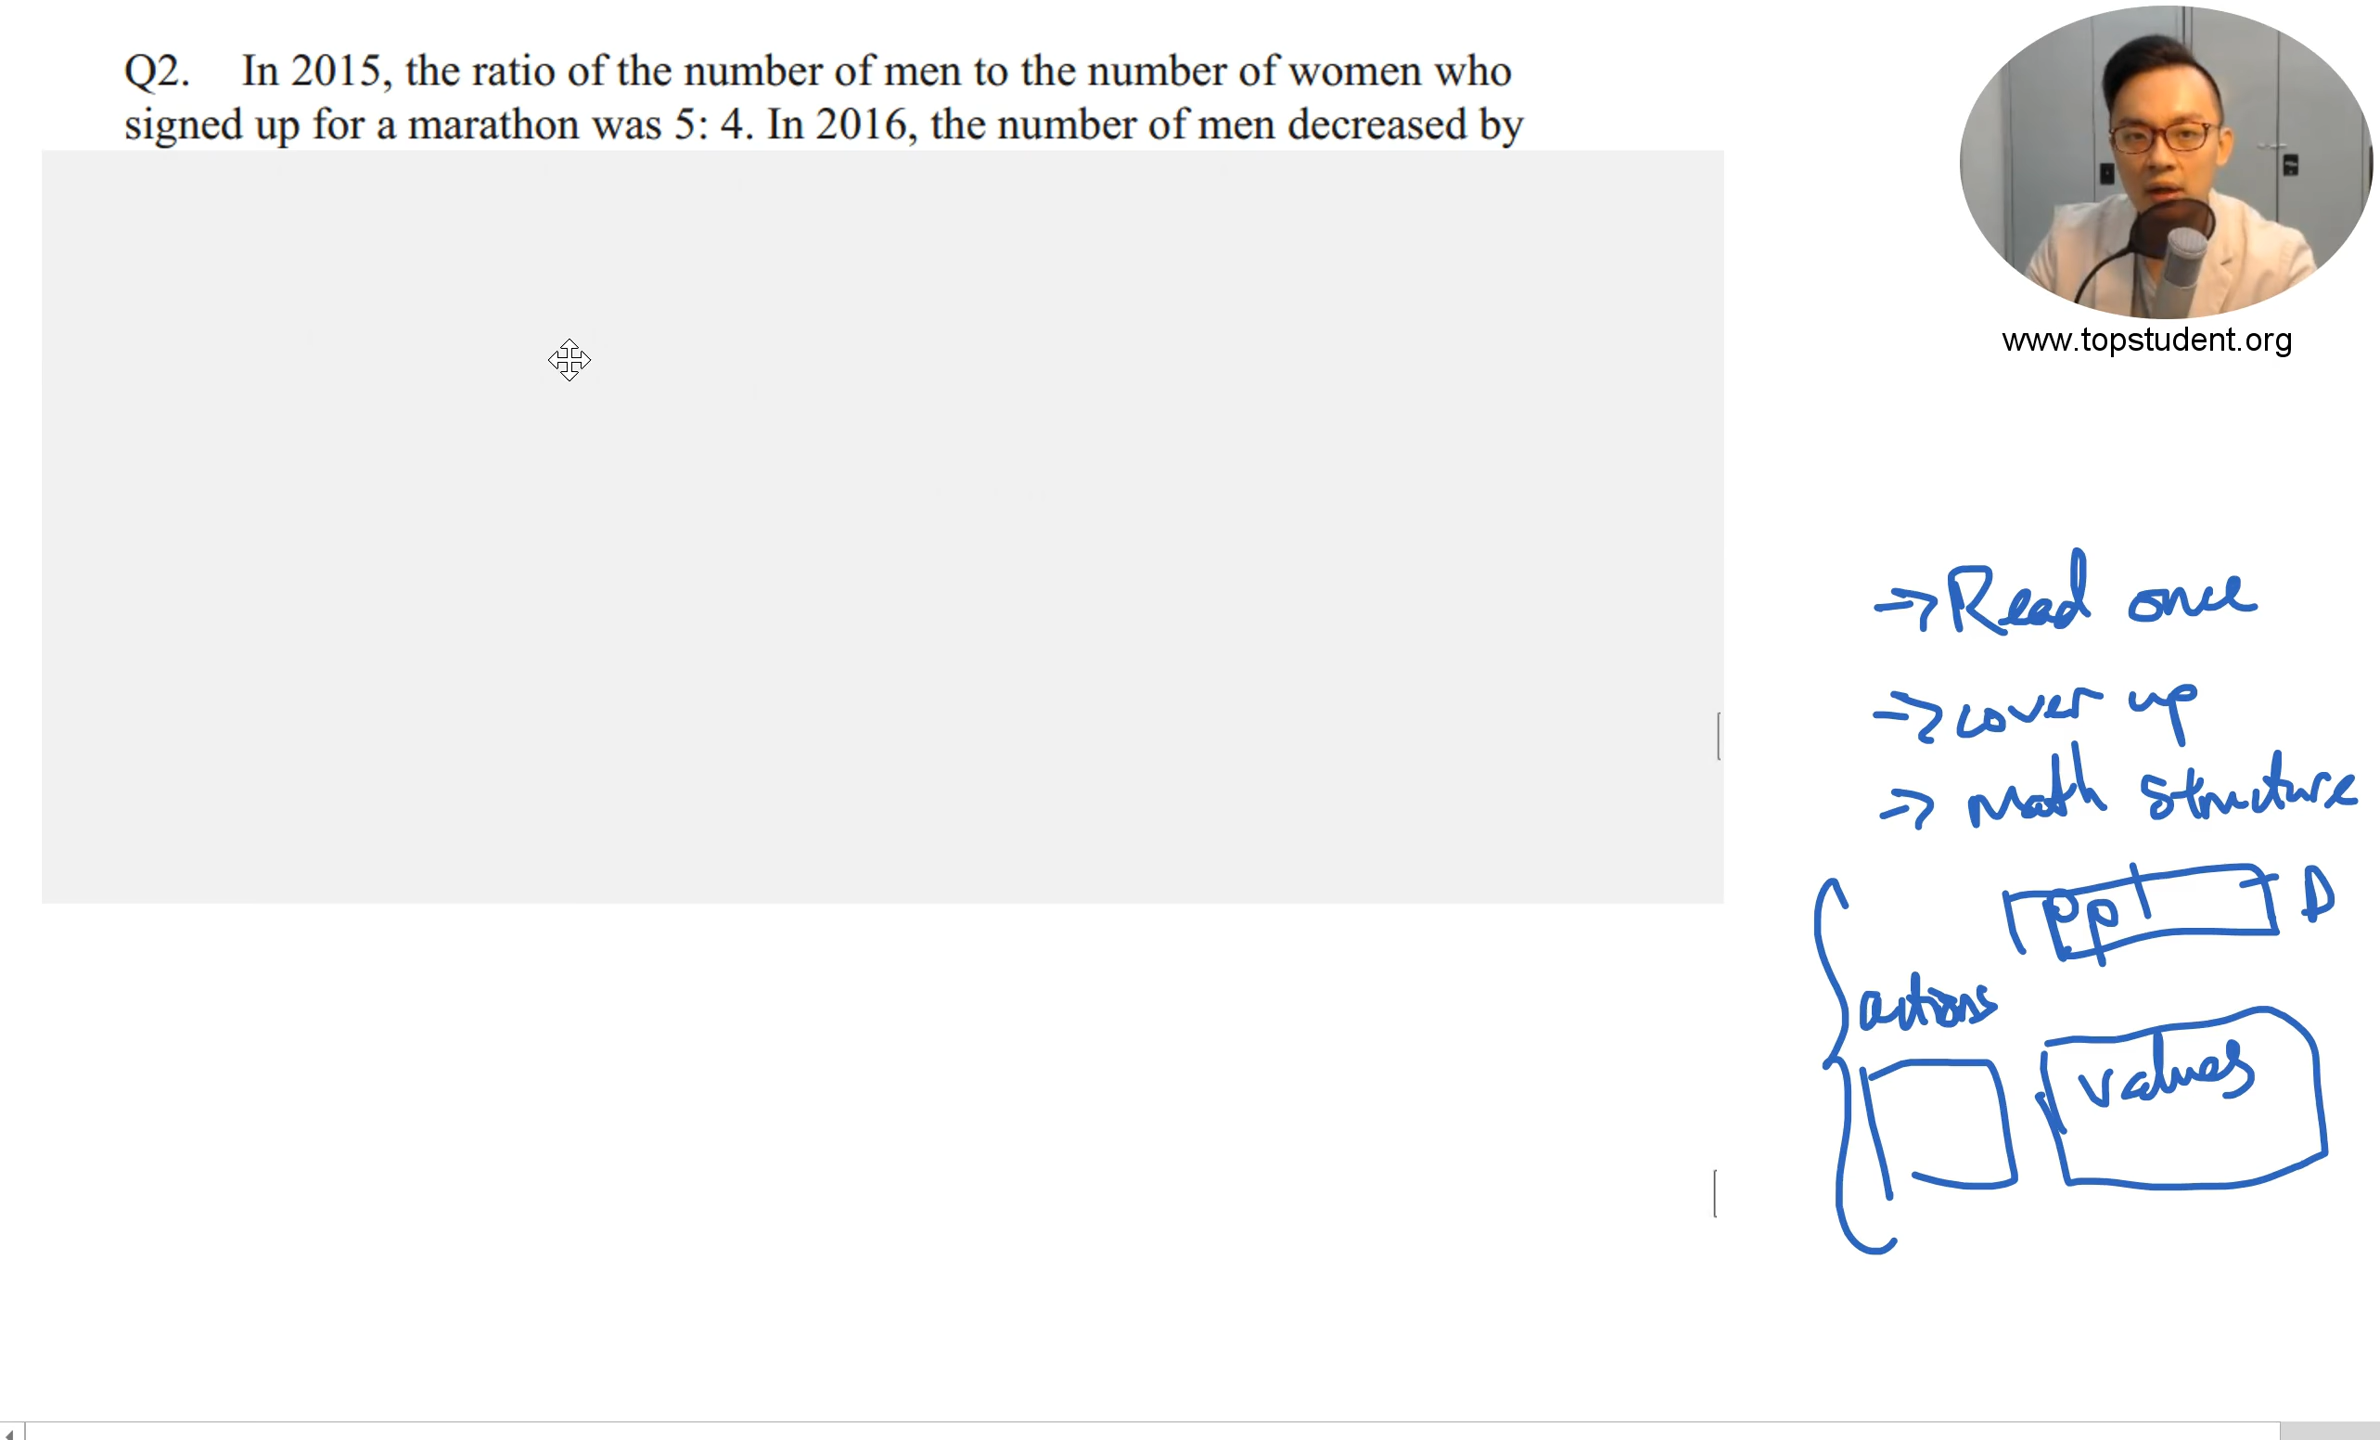 Q2. In 2015, the ratio of the number of men to the number of women who
signed up for a marathon was 5: 4. In 2016, the number of men decreased by
www.topstudent.org
→ Read once
→ cover up
→ Math structure
ppl D
actions
values